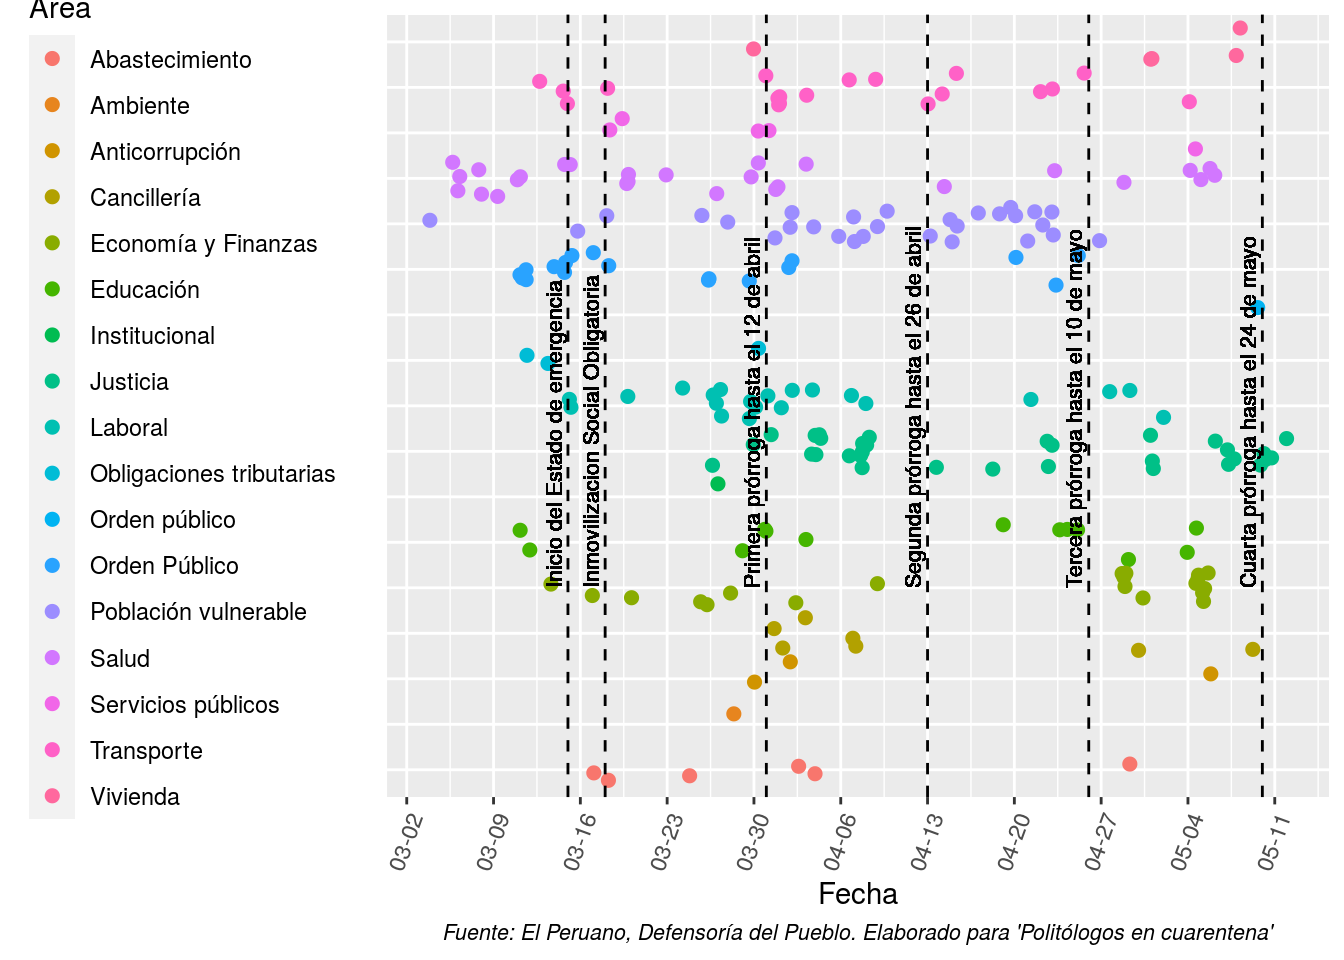 Área
Abastecimiento
Ambiente
Anticorrupción
Cancillería
Economía y Finanzas
Educación
Institucional
Justicia
Laboral
Obligaciones tributarias
Orden público
Orden Público
Población vulnerable
Salud
Servicios públicos
Transporte
Vivienda
Inicio del Estado de emergencia
Inmovilizacion Social Obligatoria
Primera prórroga hasta el 12 de abril
Segunda prórroga hasta el 26 de abril
Tercera prórroga hasta el 10 de mayo
Cuarta prórroga hasta el 24 de mayo
03-02
03-09
03-16
03-23
03-30
04-06
04-13
04-20
04-27
05-04
05-11
Fecha
Fuente: El Peruano, Defensoría del Pueblo. Elaborado para 'Politólogos en cuarentena'